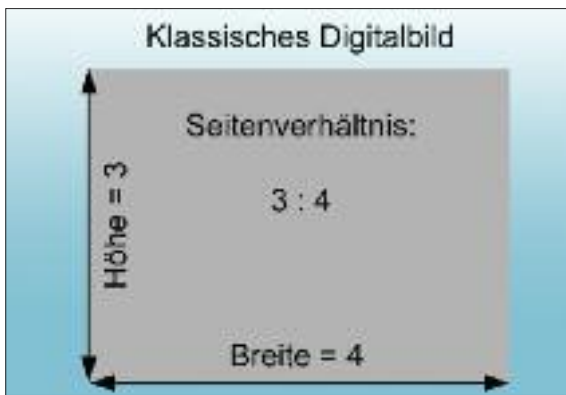 Klassisches Digitalbild
Seitenverhältnis:
3 : 4
Höhe = 3
Breite = 4